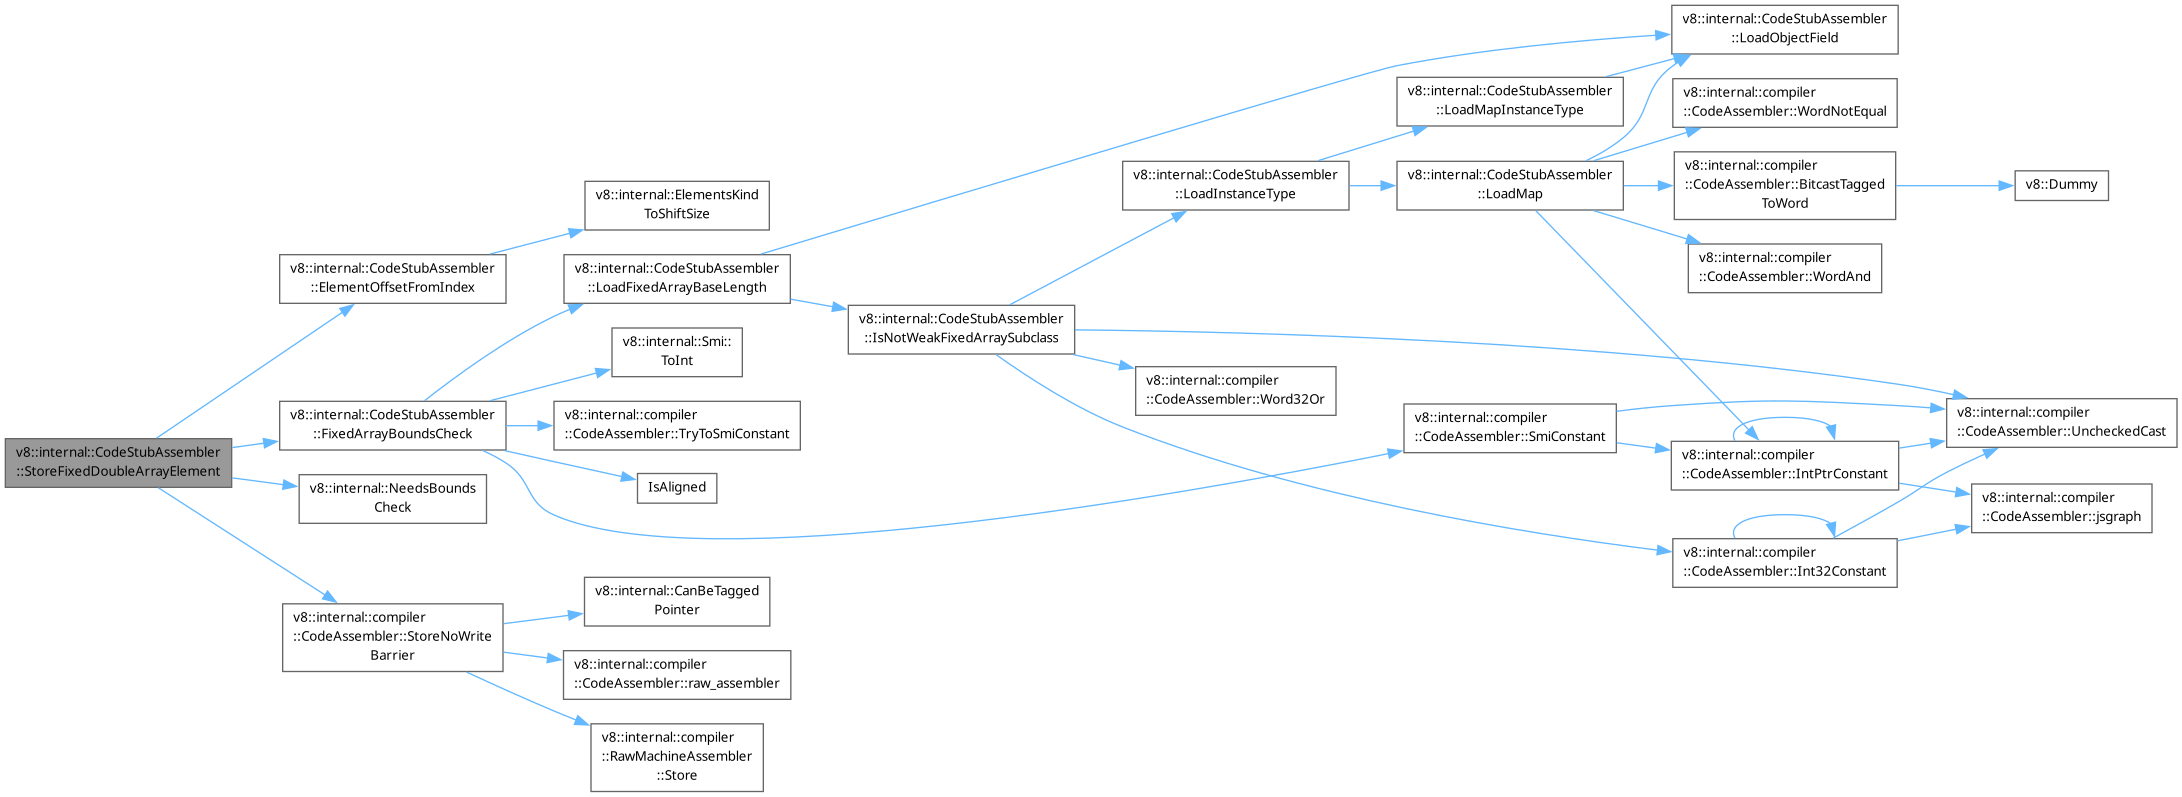 v8::internal::CodeStubAssembler
::StoreFixedDoubleArrayElement
v8::internal::CodeStubAssembler
::ElementOffsetFromIndex
v8::internal::ElementsKind
ToShiftSize
v8::internal::CodeStubAssembler
::FixedArrayBoundsCheck
v8::internal::CodeStubAssembler
::LoadFixedArrayBaseLength
v8::internal::CodeStubAssembler
::LoadObjectField
v8::internal::CodeStubAssembler
::IsNotWeakFixedArraySubclass
v8::internal::CodeStubAssembler
::LoadInstanceType
v8::internal::CodeStubAssembler
::LoadMapInstanceType
v8::internal::CodeStubAssembler
::LoadMap
v8::internal::compiler
::CodeAssembler::WordNotEqual
v8::internal::compiler
::CodeAssembler::BitcastTagged
ToWord
v8::Dummy
v8::internal::compiler
::CodeAssembler::WordAnd
v8::internal::compiler
::CodeAssembler::IntPtrConstant
v8::internal::compiler
::CodeAssembler::UncheckedCast
v8::internal::compiler
::CodeAssembler::jsgraph
v8::internal::compiler
::CodeAssembler::Int32Constant
v8::internal::compiler
::CodeAssembler::Word32Or
v8::internal::compiler
::CodeAssembler::SmiConstant
v8::internal::Smi::
ToInt
v8::internal::compiler
::CodeAssembler::TryToSmiConstant
IsAligned
v8::internal::NeedsBounds
Check
v8::internal::compiler
::CodeAssembler::StoreNoWrite
Barrier
v8::internal::CanBeTagged
Pointer
v8::internal::compiler
::CodeAssembler::raw_assembler
v8::internal::compiler
::RawMachineAssembler
::Store